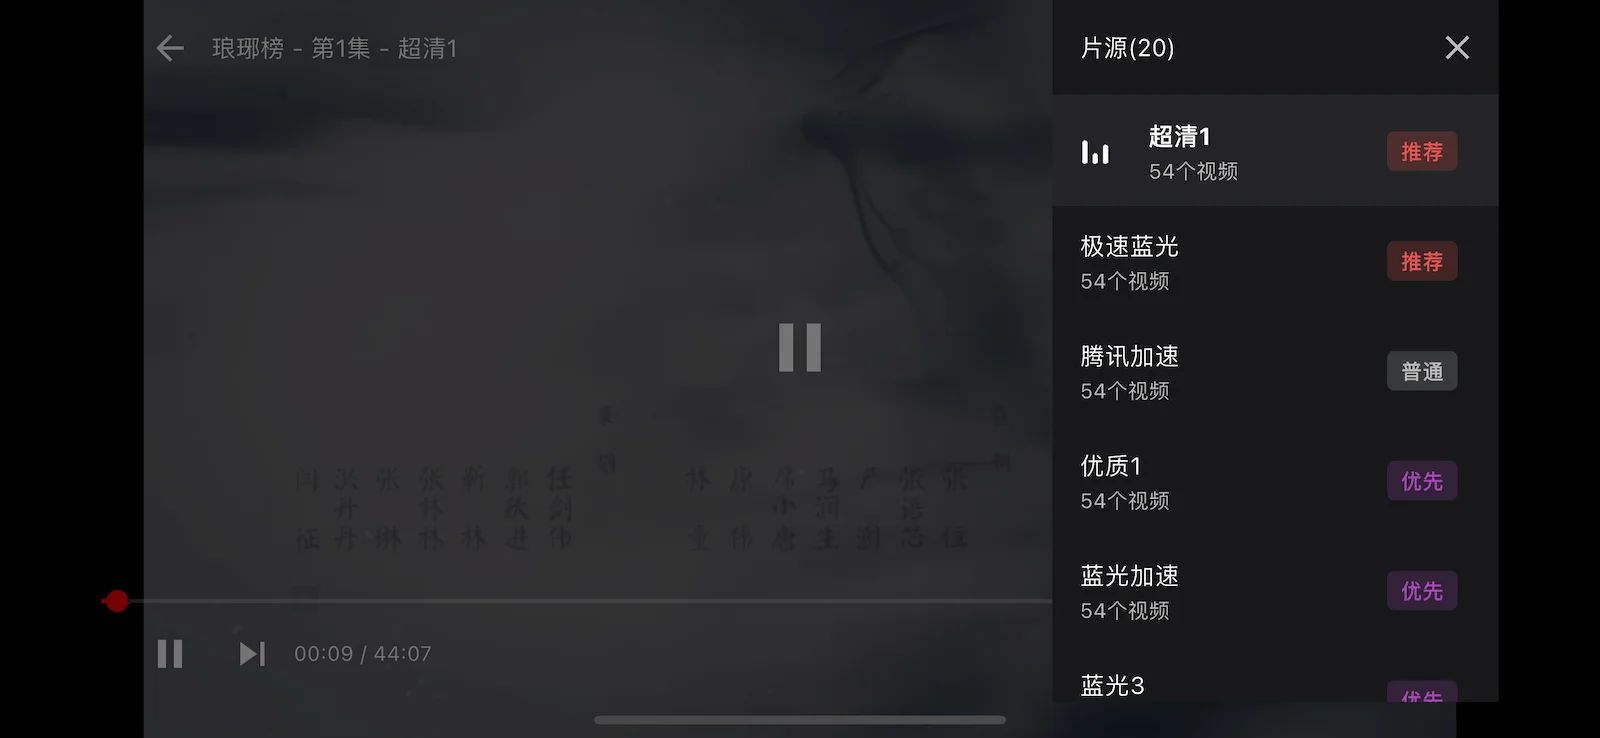 琅琊榜 - 第1集 - 超清1
片源(20)
超清1
54个视频
推荐
极速蓝光
54个视频
推荐
腾讯加速
54个视频
普通
优质1
54个视频
优先
蓝光加速
54个视频
优先
蓝光3
优先
00:09 / 44:07